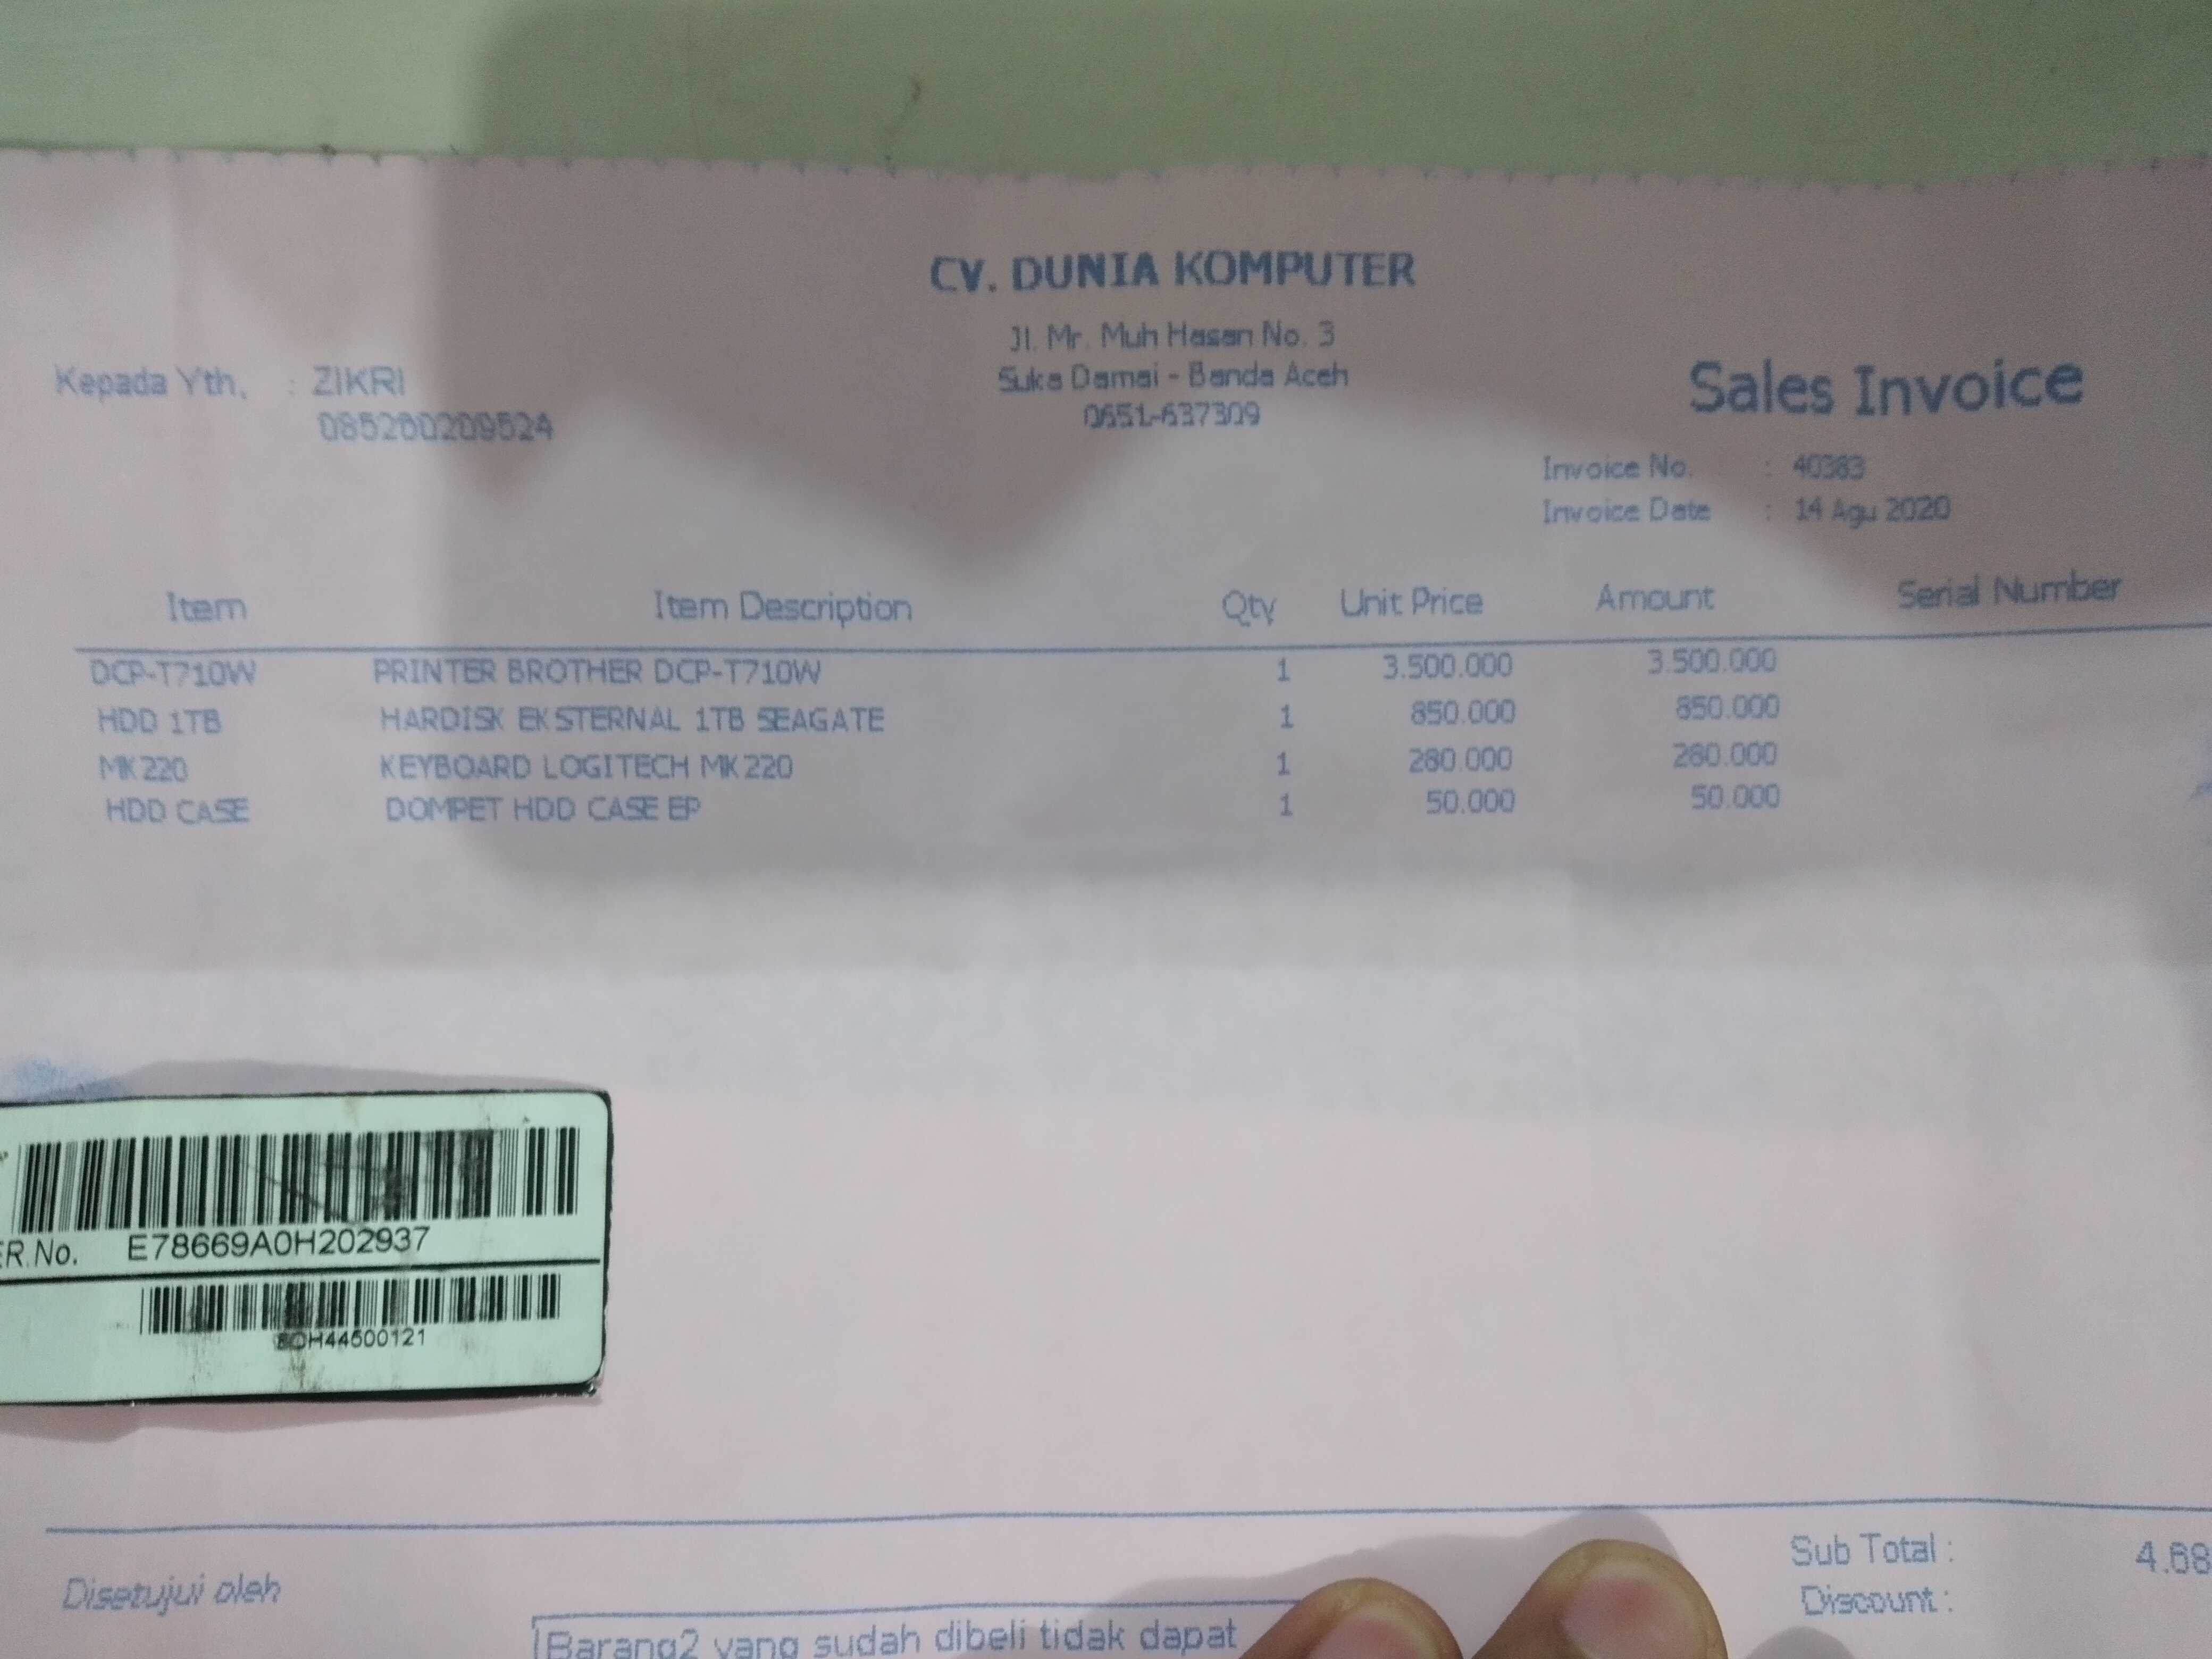 CV. DUNIA KOMPUTER
Jl. Mr. Muh Hasan No. 3
Suka Damai - Banda Aceh
0651-637309
Kepada Yth. : ZIKRI
085260209524
Sales Invoice
Invoice No. : 40383
Invoice Date : 14 Agu 2020
Item Item Description Qty Unit Price Amount Serial Number
DCP-T710W PRINTER BROTHER DCP-T710W 1 3.500.000 3.500.000
HDD 1TB HARDISK EKSTERNAL 1TB SEAGATE 1 850.000 850.000
MK220 KEYBOARD LOGITECH MK220 1 280.000 280.000
HDD CASE DOMPET HDD CASE EP 1 50.000 50.000
ER.No. E78669A0H202937
Sub Total : 4.68
Discount :
Disetujui oleh
Barang2 yang sudah dibeli tidak dapat